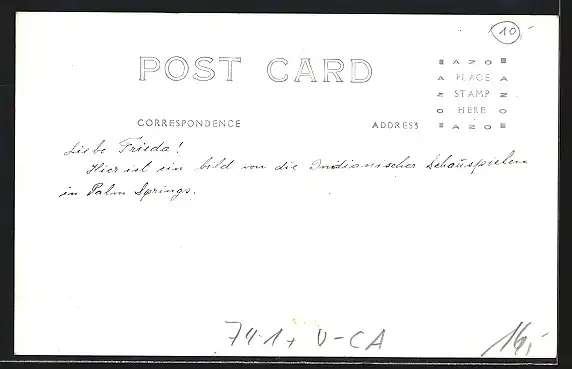 10
POST CARD
AZO
A PLACE A
Z STAMP Z
O HERE O
AZO
CORRESPONDENCE
ADDRESS
Liebe Frieda!
Hier ist ein bild von die Indianischer Schauspielern
in Palm Springs.
741+ V-CA
16,-